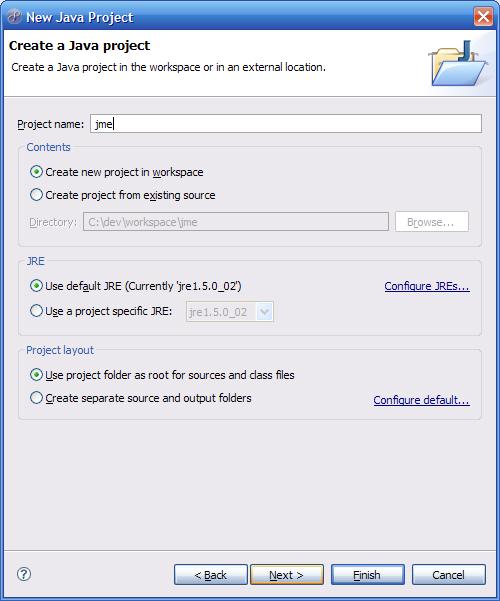 New Java Project
Create a Java project
Create a Java project in the workspace or in an external location.
Project name: jme
Contents
Create new project in workspace
Create project from existing source
Directory: C:\dev\workspace\jme Browse...
JRE
Use default JRE (Currently 'jre1.5.0_02') Configure JREs...
Use a project specific JRE: jre1.5.0_02
Project layout
Use project folder as root for sources and class files
Create separate source and output folders Configure default...
? < Back Next > Finish Cancel